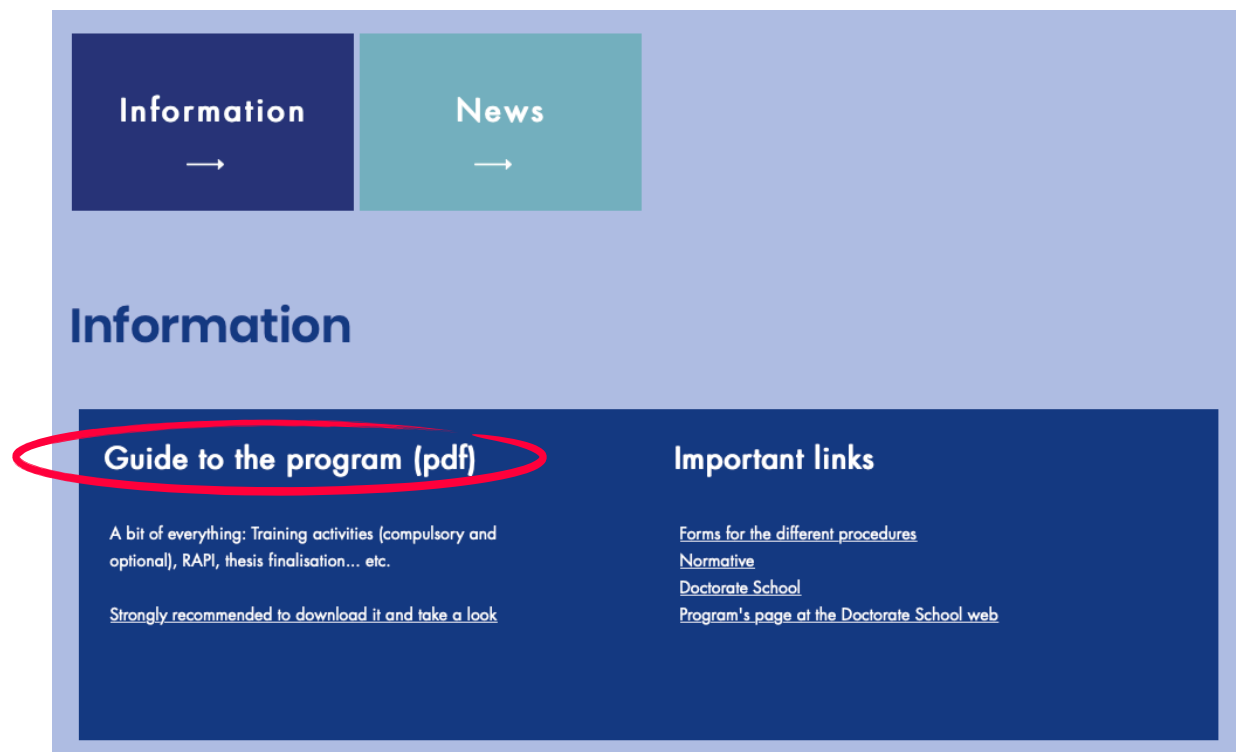 Information
News
Information
Guide to the program (pdf)
A bit of everything: Training activities (compulsory and
optional), RAPI, thesis finalisation... etc.
Strongly recommended to download it and take a look
Important links
Forms for the different procedures
Normative
Doctorate School
Program's page at the Doctorate School web